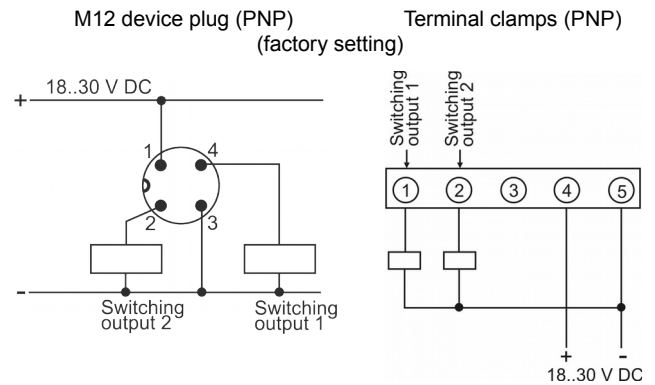 M12 device plug (PNP)
Terminal clamps (PNP)
(factory setting)
18..30 V DC
+
1
4
2
3
-
Switching
output 2
Switching
output 1
Switching
output 1
Switching
output 2
1
2
3
4
5
+
-
18..30 V DC